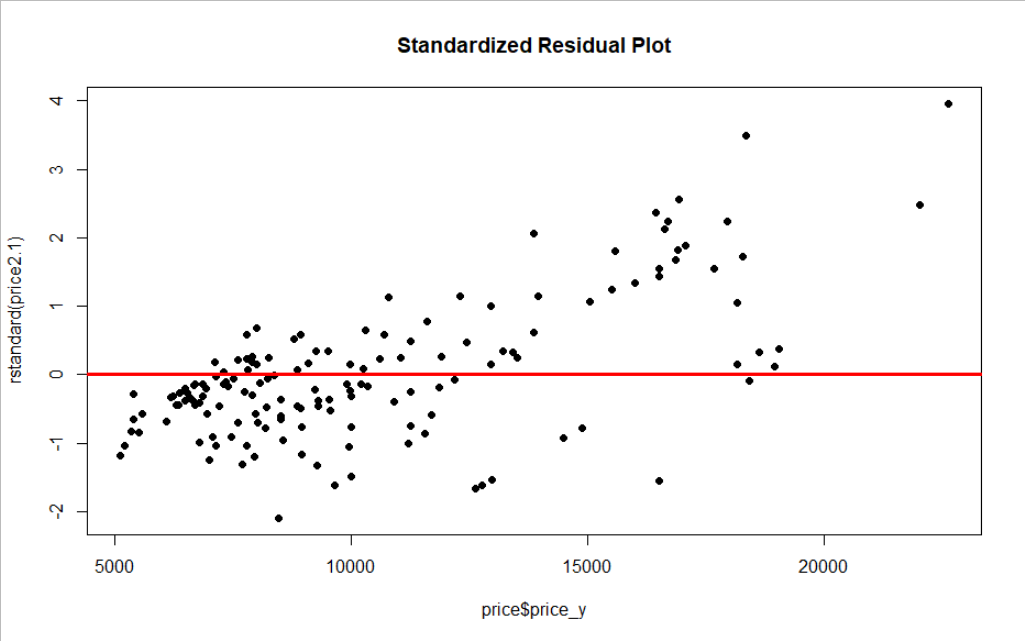 Standardized Residual Plot
rstandard(price2.1)
4
3
2
1
0
-1
-2
5000 10000 15000 20000
price$price_y